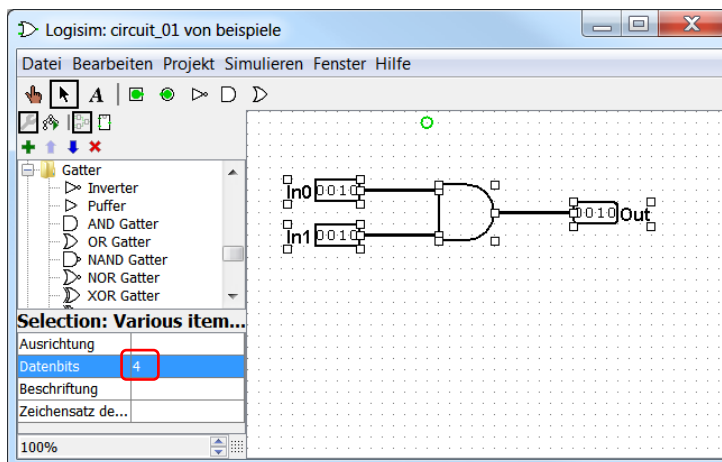 Logisim: circuit_01 von beispiele
Datei Bearbeiten Projekt Simulieren Fenster Hilfe
A
Gatter
Inverter
Puffer
AND Gatter
OR Gatter
NAND Gatter
NOR Gatter
XOR Gatter
Selection: Various item...
Ausrichtung
Datenbits 4
Beschriftung
Zeichensatz de...
100%
In0 0010
In1 0010
0010 Out